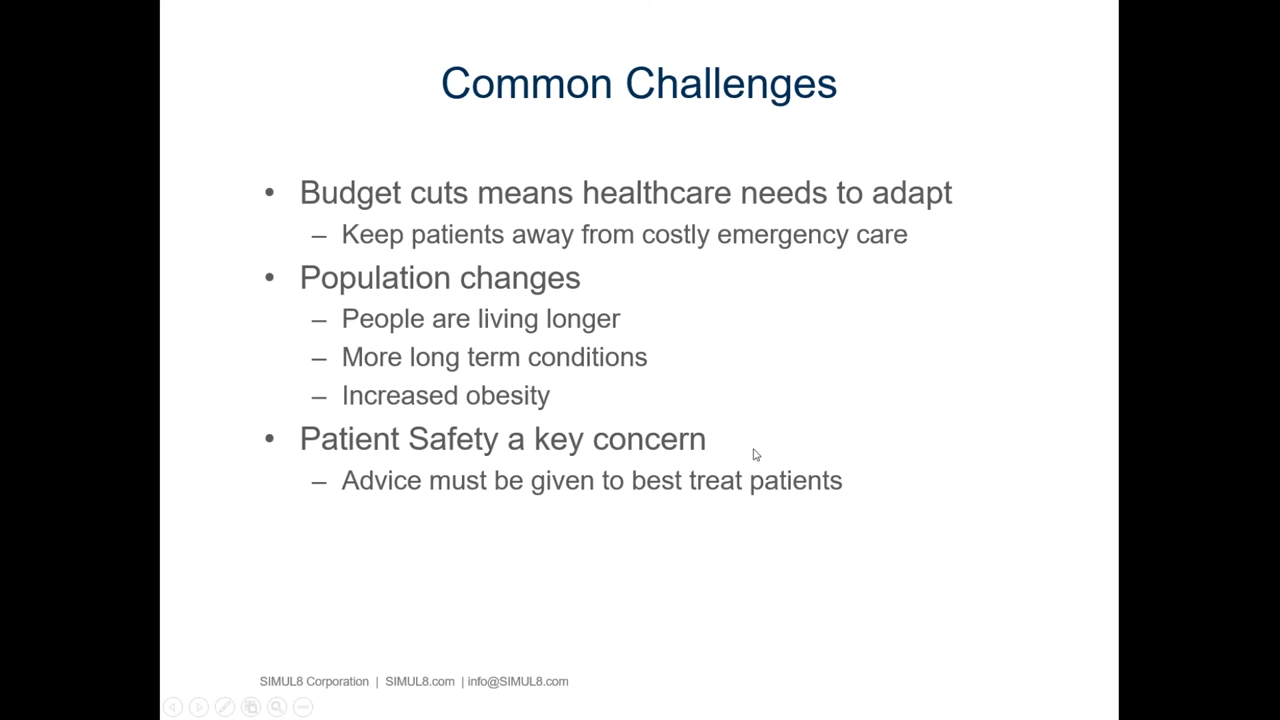 Common Challenges
• Budget cuts means healthcare needs to adapt
– Keep patients away from costly emergency care
• Population changes
– People are living longer
– More long term conditions
– Increased obesity
• Patient Safety a key concern
– Advice must be given to best treat patients
SIMUL8 Corporation | SIMUL8.com | info@SIMUL8.com